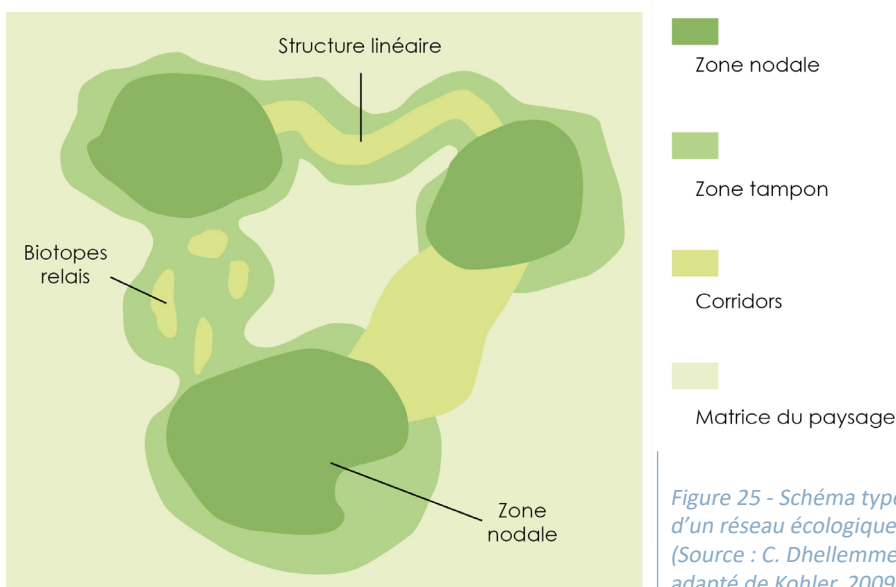 Structure linéaire
Biotopes
relais
Zone
nodale
Zone nodale
Zone tampon
Corridors
Matrice du paysage
Figure 25 - Schéma type
d'un réseau écologique
(Source : C. Dhellemme
adapté de Kohler, 2009